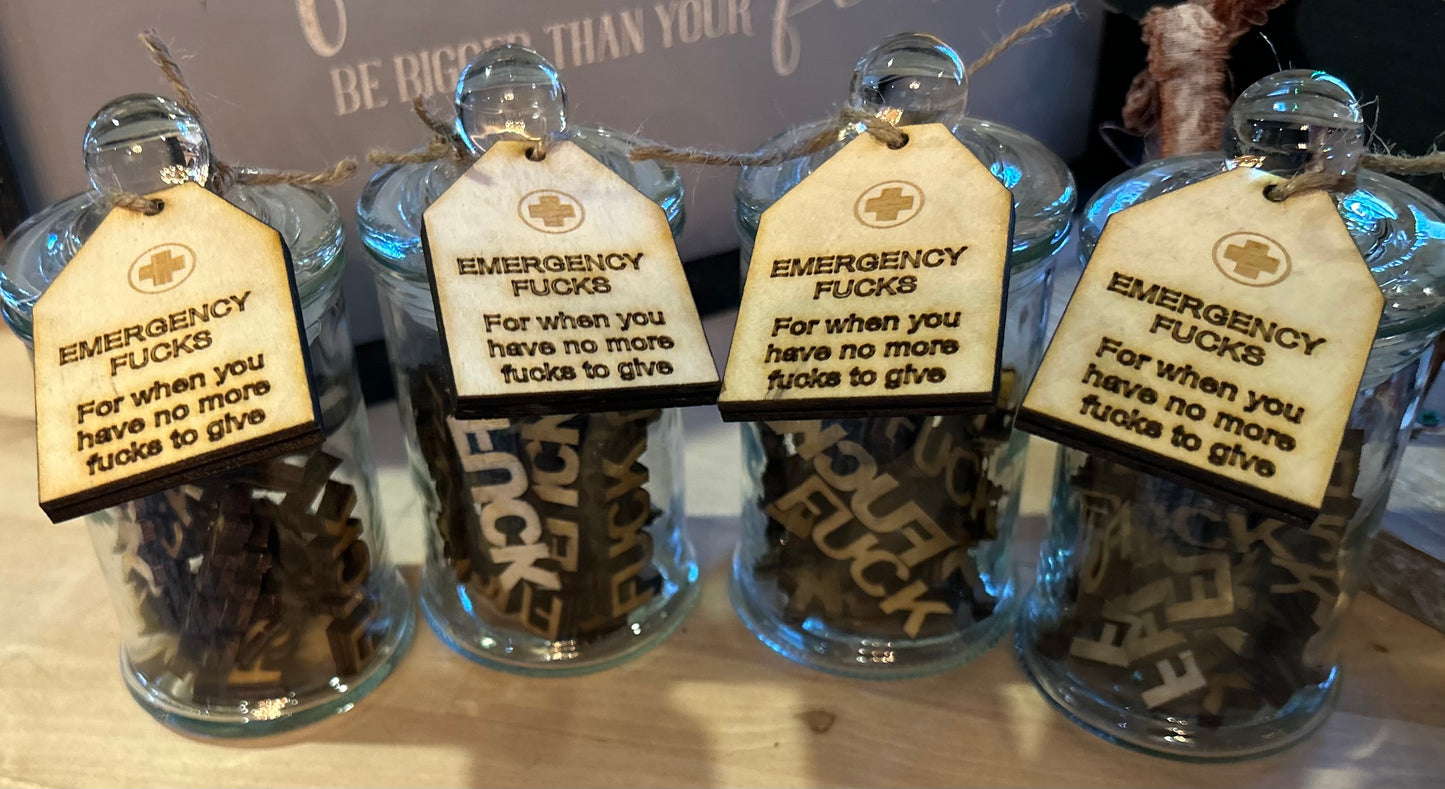 BE BIGGER THAN YOUR
EMERGENCY
FUCKS
For when you
have no more
fucks to give
EMERGENCY
FUCKS
For when you
have no more
fucks to give
EMERGENCY
FUCKS
For when you
have no more
fucks to give
EMERGENCY
FUCKS
For when you
have no more
fucks to give
FUCK
FUCK
FUCK
FUCK
FUCK